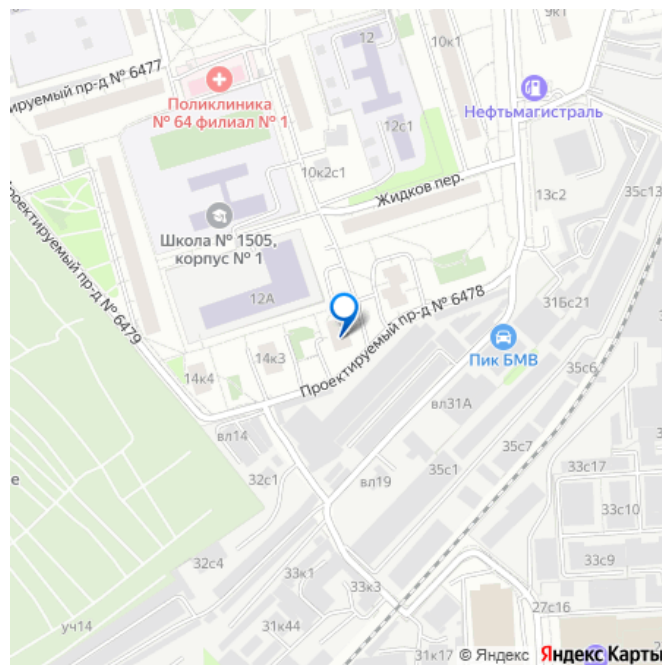 9к1
12
10к1
ируемый пр-д № 6477
Поликлиника
№ 64 филиал № 1
Нефтьмагистраль
12с1
10к2с1
Жидков пер.
13с2
35с13
Школа № 1505,
корпус № 1
роектируемый пр-д № 6479
12А
Проектируемый пр-д № 6478
31Бс21
Пик БМВ
14к3
14к4
35с6
вл31А
вл14
32с1
вл19
35с1
35с7
33с17
е
33с10
32с4
33с9
33к1
33к3
27с16
уч14
31к44
31к17
© Яндекс Яндекс Карты